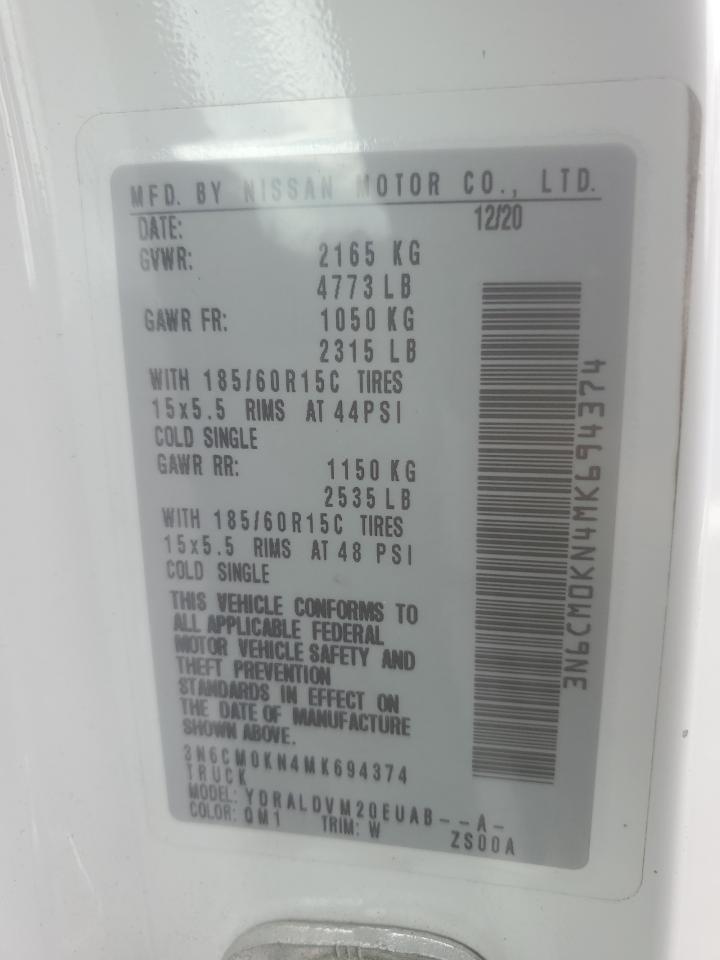 MFD. BY NISSAN MOTOR CO., LTD.
DATE: 12/20
GVWR: 2165 KG
4773 LB
GAWR FR: 1050 KG
2315 LB
WITH 185/60R15C TIRES
15x5.5 RIMS AT 44PSI
COLD SINGLE
GAWR RR: 1150 KG
2535 LB
WITH 185/60R15C TIRES
15x5.5 RIMS AT 48 PSI
COLD SINGLE
THIS VEHICLE CONFORMS TO
ALL APPLICABLE FEDERAL
MOTOR VEHICLE SAFETY AND
THEFT PREVENTION
STANDARDS IN EFFECT ON
THE DATE OF MANUFACTURE
SHOWN ABOVE.
3N6CM0KN4MK694374
TRUCK
MODEL: YDRALDVM20EUAB--A-
COLOR: QM1 TRIM: W ZS00A
3N6CM0KN4MK694374